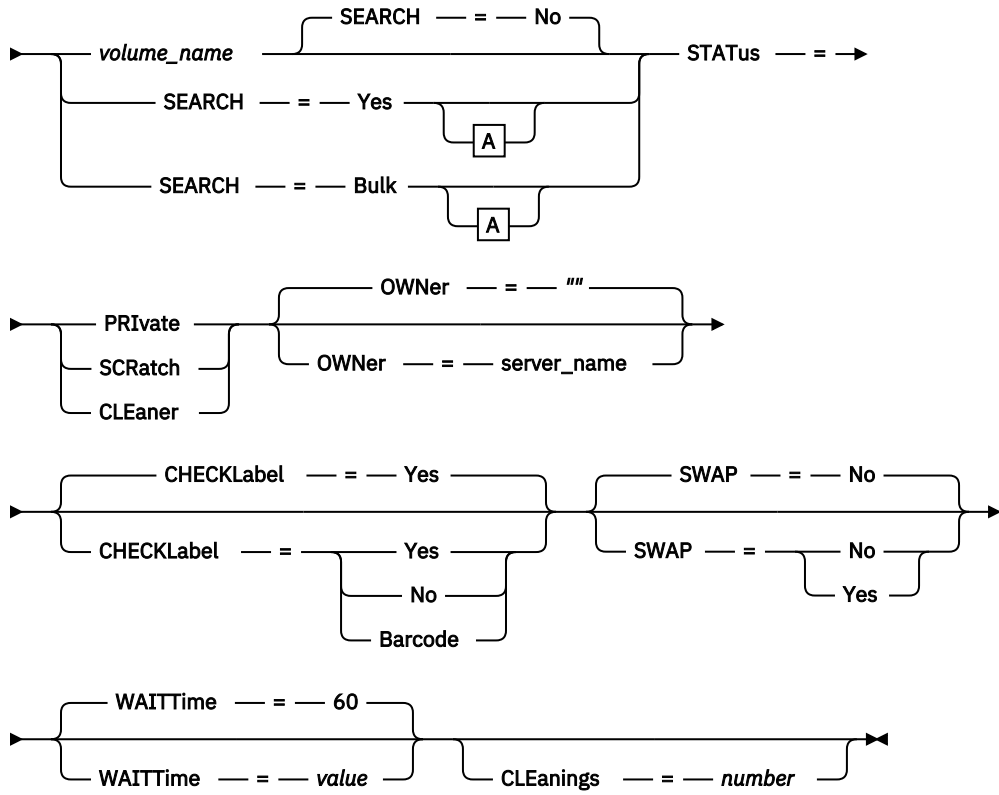 SEARCH = No
volume_name STATus =
SEARCH = Yes
A
SEARCH = Bulk
A
OWNer = ""
PRIvate
SCRatch OWNer = server_name
CLEaner
CHECKLabel = Yes SWAP = No
CHECKLabel = Yes SWAP = No
No Yes
Barcode
WAITTime = 60
WAITTime = value CLEanings = number